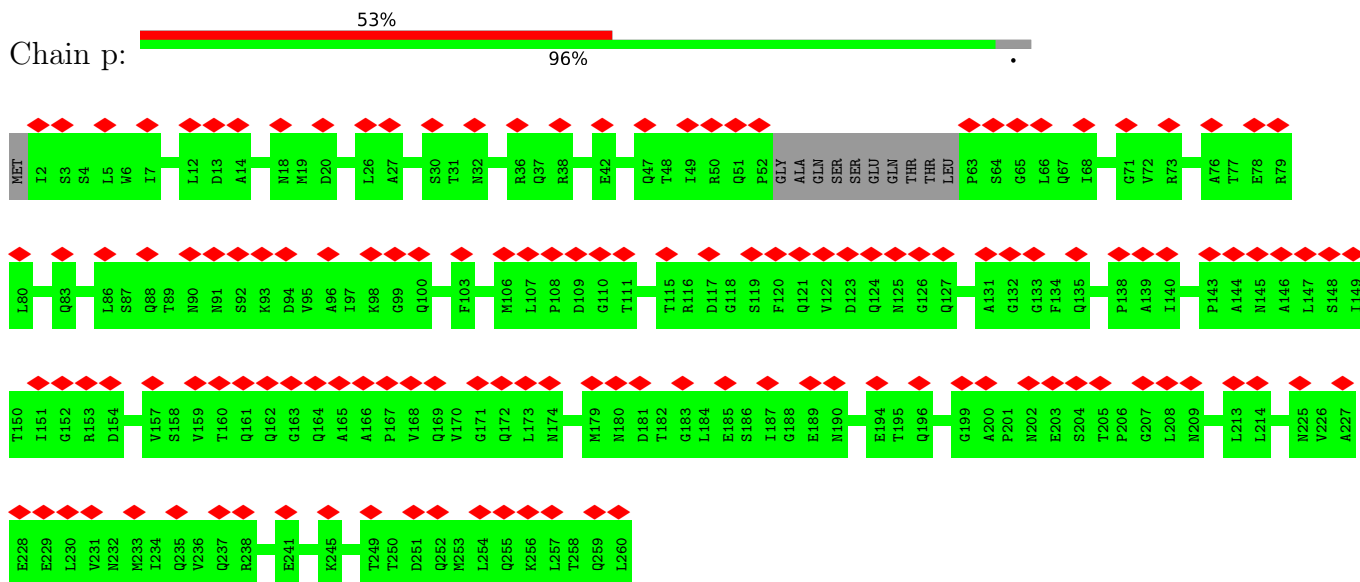 53%
Chain p:
96%
.
MET I2 S3 S4 L5 W6 I7 L12 D13 A14 N18 M19 D20 L26 A27 S30 T31 N32 R36 Q37 R38 E42 Q47 T48 I49 R50 Q51 P52 GLY ALA GLN SER SER GLU GLN THR THR LEU P63 S64 G65 L66 Q67 I68 G71 V72 R73 A76 T77 E78 R79
L80 Q83 L86 S87 Q88 T89 N90 N91 S92 K93 D94 V95 A96 I97 K98 G99 Q100 F103 M106 L107 P108 D109 G110 T111 T115 R116 D117 G118 S119 F120 Q121 V122 D123 Q124 N125 G126 Q127 A131 G132 G133 F134 Q135 P138 A139 I140 P143 A144 N145 A146 L147 S148 I149
T150 I151 G152 R153 D154 V157 S158 V159 T160 Q161 Q162 G163 Q164 A165 A166 P167 V168 Q169 V170 G171 Q172 L173 N174 M179 N180 D181 T182 G183 L184 E185 S186 I187 G188 E189 N190 E194 T195 Q196 G199 A200 P201 N202 E203 S204 T205 P206 G207 L208 N209 L213 L214 N225 V226 A227
E228 E229 L230 V231 N232 M233 I234 Q235 V236 Q237 R238 E241 K245 T249 T250 D251 Q252 M253 L254 Q255 K256 L257 T258 Q259 L260